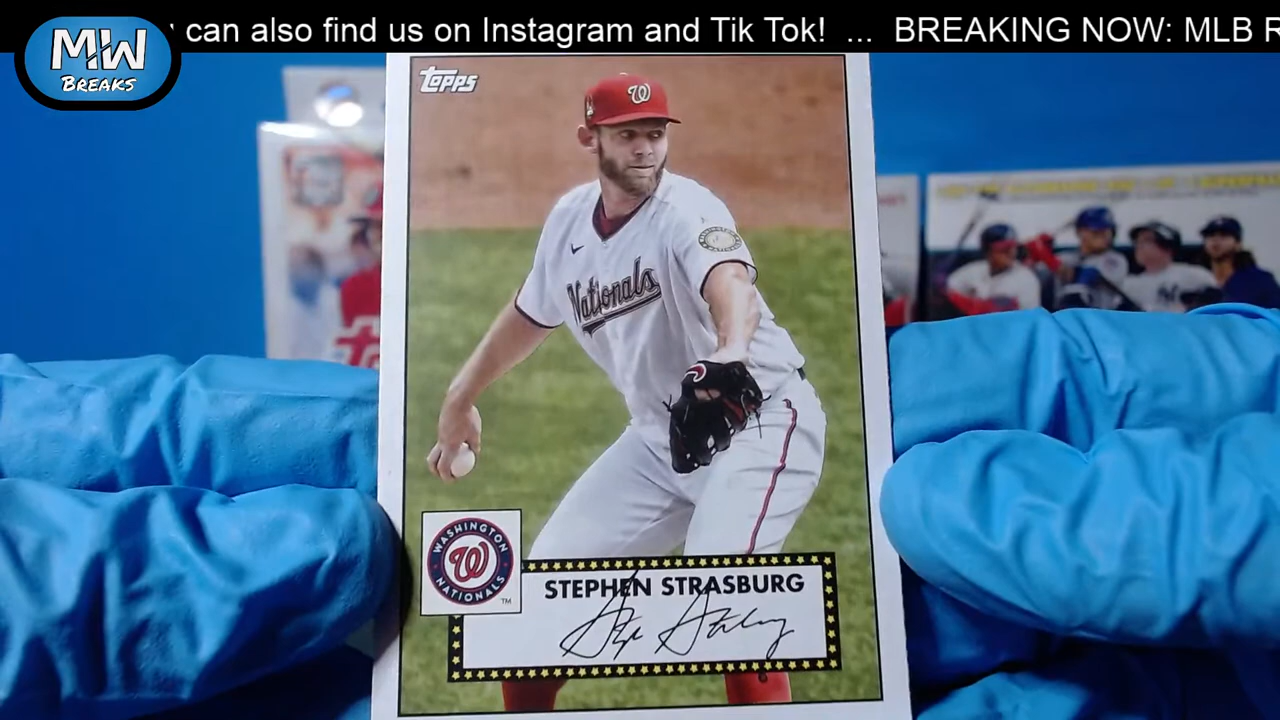 can also find us on Instagram and Tik Tok! ... BREAKING NOW: MLB R
MW
BREAKS
TOPPS
W
Nationals
WASHINGTON
W
NATIONALS
TM
STEPHEN STRASBURG